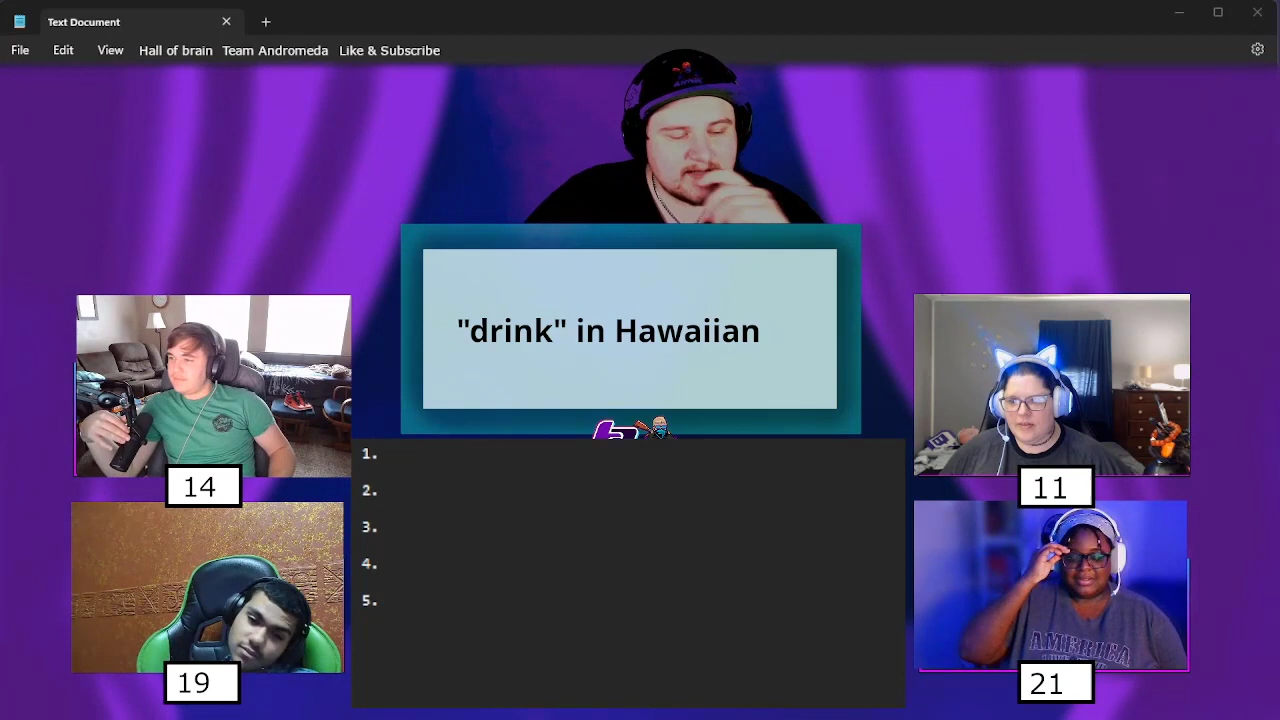 Text Document
File Edit View Hall of brain Team Andromeda Like & Subscribe
"drink" in Hawaiian
1.
2.
3.
4.
5.
14
11
19
21
AMERICA